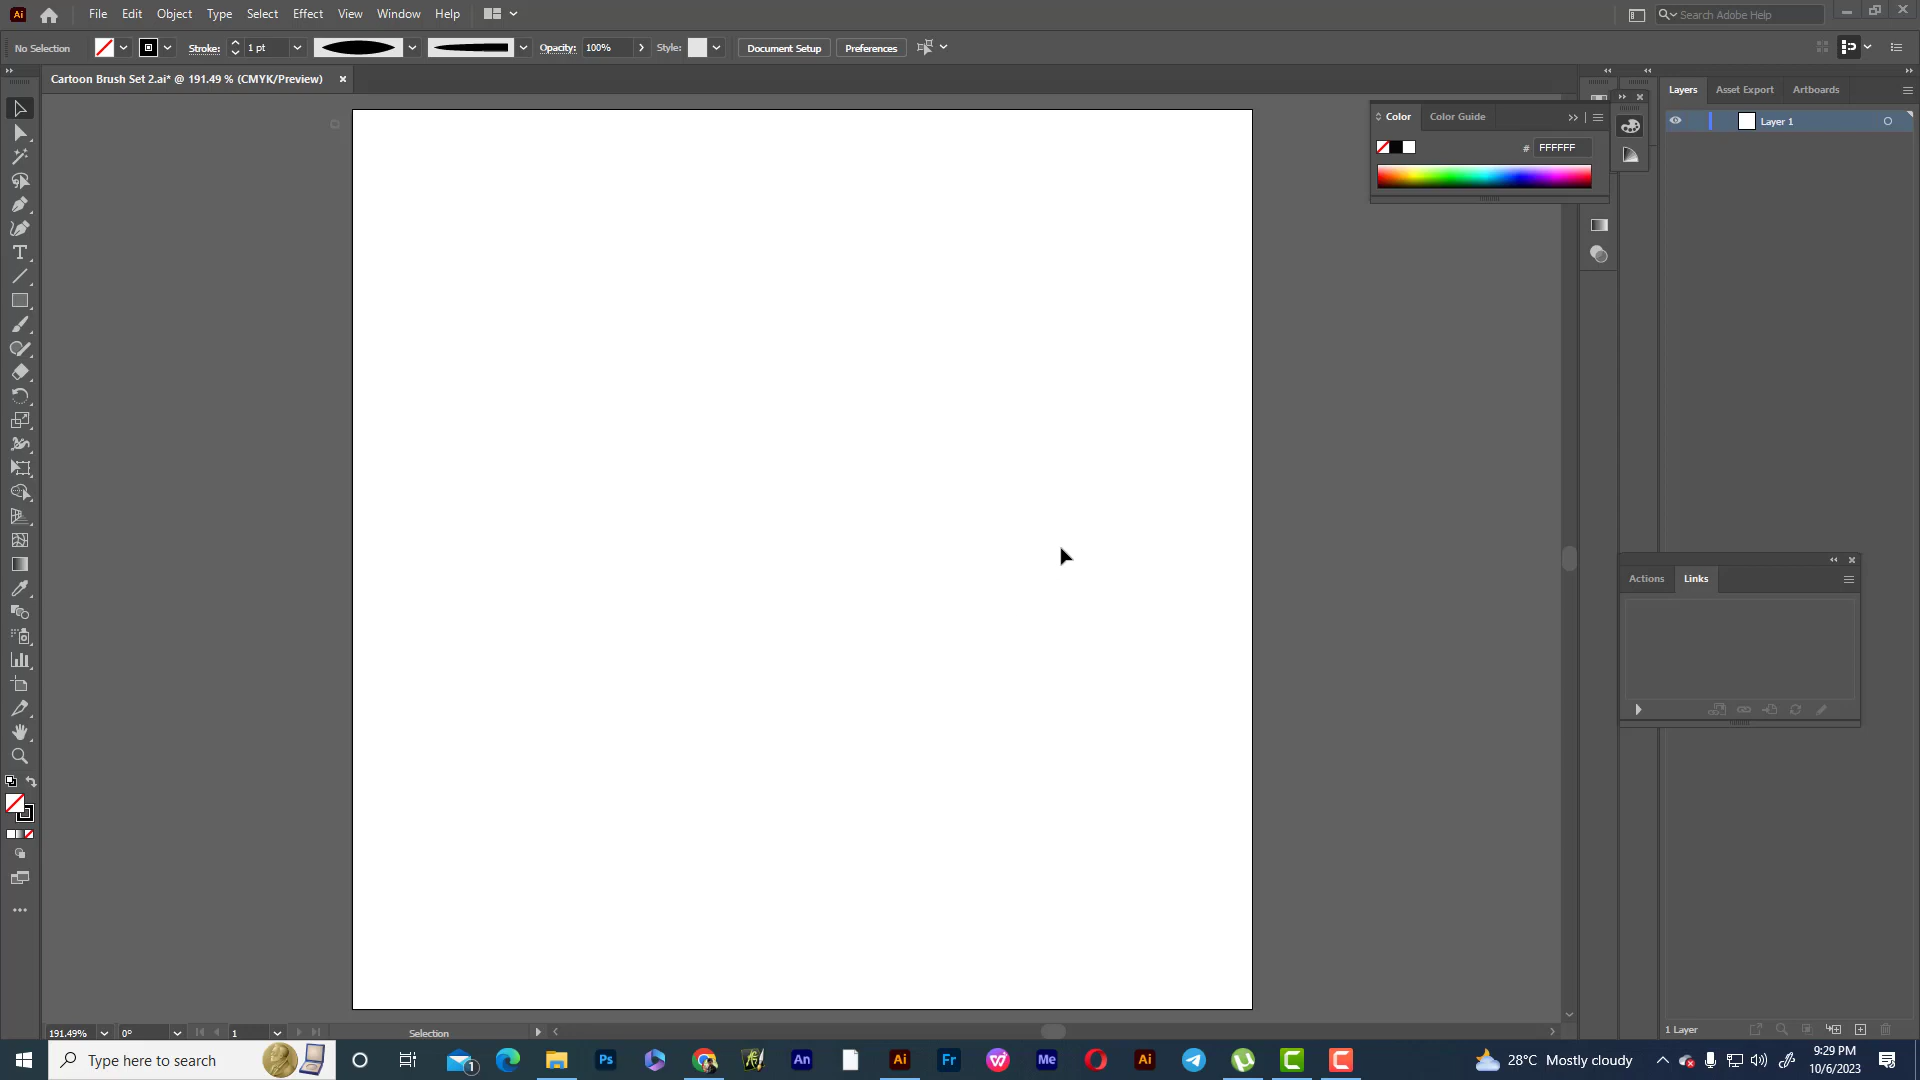 Ai File Edit Object Type Select Effect View Window Help Search Adobe Help
No Selection Stroke: 1 pt Opacity: 100% Style: Document Setup Preferences
Cartoon Brush Set 2.ai* @ 191.49 % (CMYK/Preview)
Layers Asset Export Artboards
Color Color Guide
Layer 1
# FFFFFF
Actions Links
191.49% 0° 1 Selection
1 Layer
Type here to search 1 Ps An Ai Fr Me Ai 28°C Mostly cloudy
9:29 PM
10/6/2023